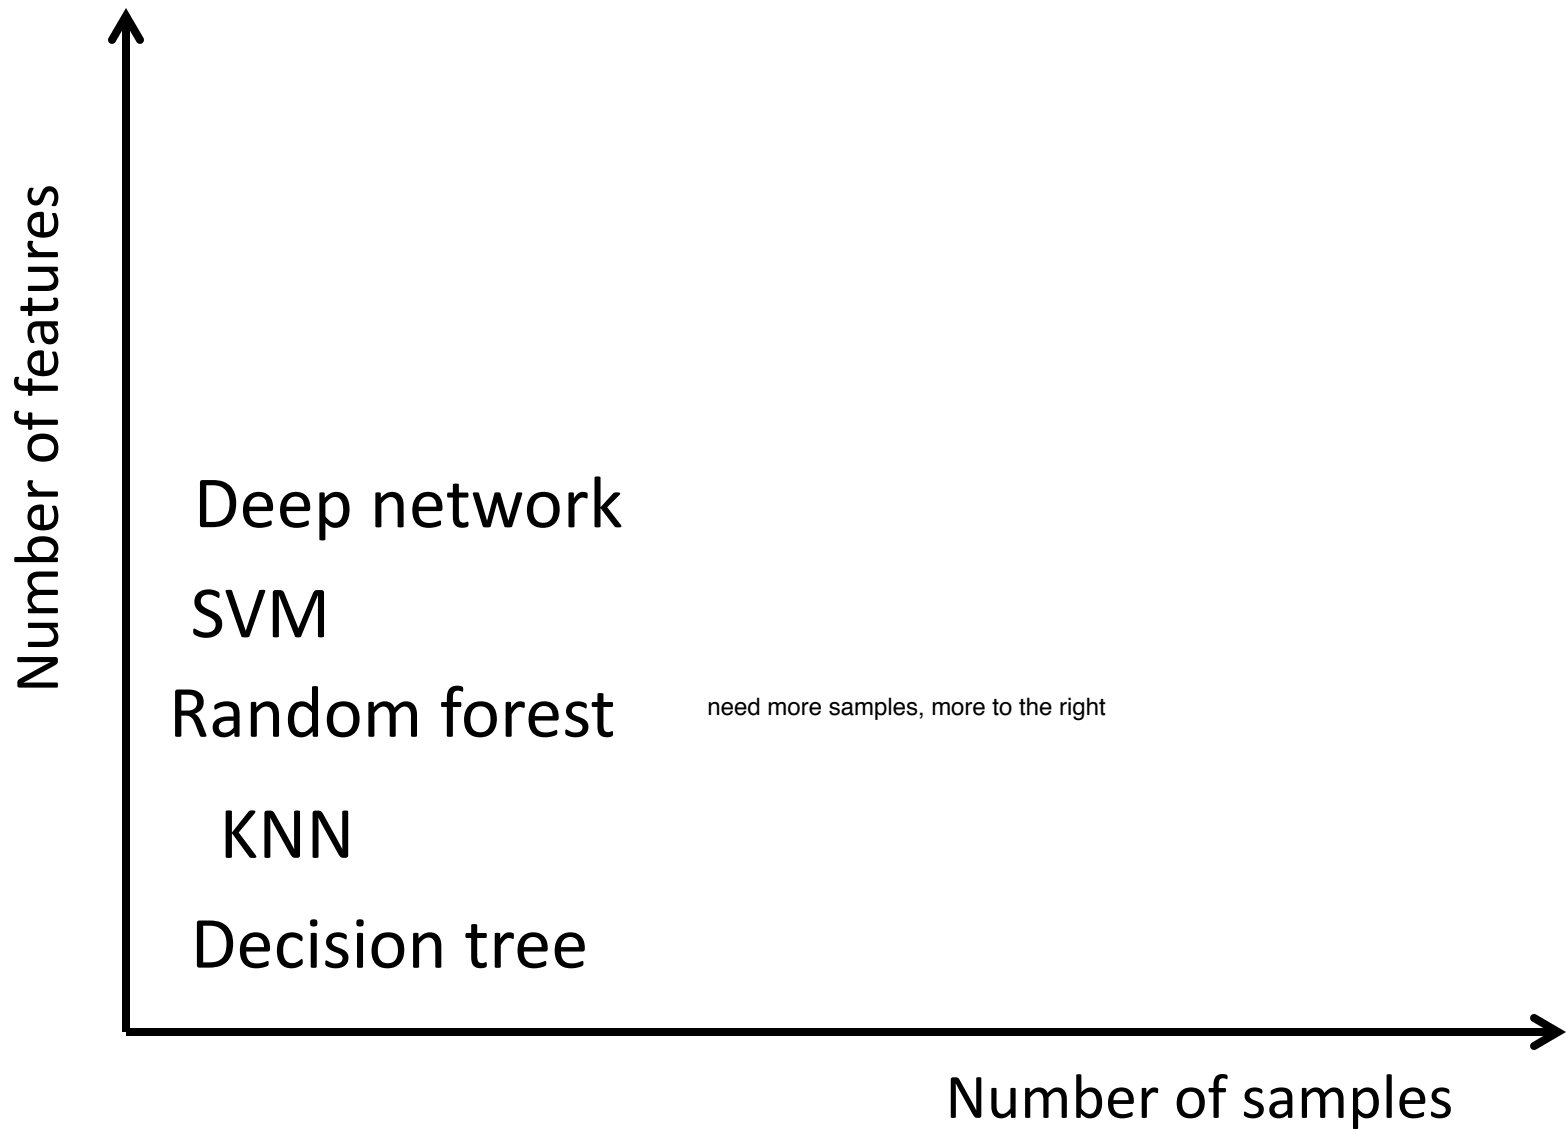 Number of features
Deep network
SVM
Random forest
need more samples, more to the right
KNN
Decision tree
Number of samples